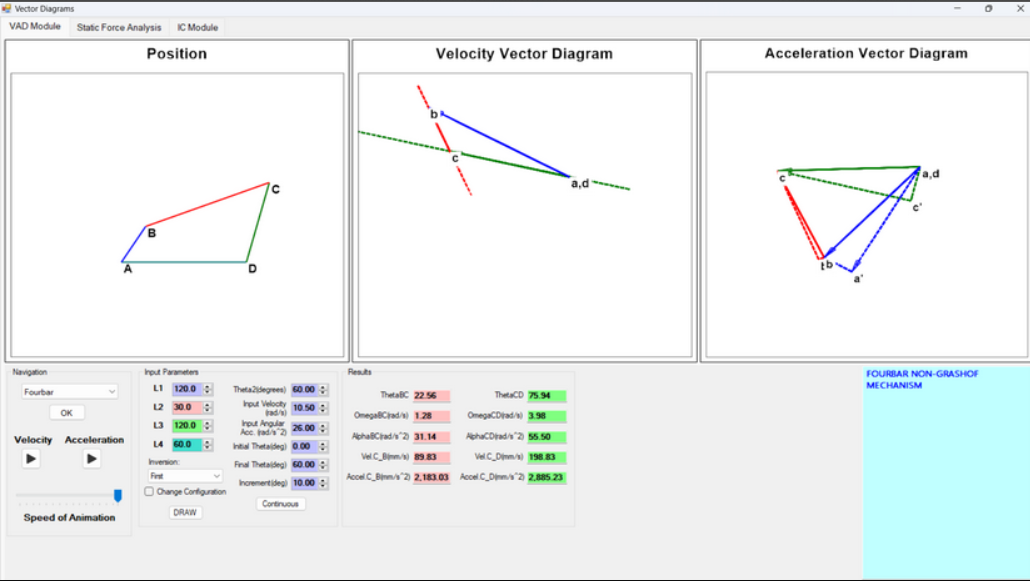 Vector Diagrams
VAD Module Static Force Analysis IC Module
Position
B
C
A
D
Velocity Vector Diagram
b
c
a,d
Acceleration Vector Diagram
c
a,d
c'
b
a'
Navigation
Fourbar
OK
Velocity Acceleration
Speed of Animation
Input Parameters
L1 120.0
L2 30.0
L3 120.0
L4 60.0
Inversion:
First
Change Configuration
DRAW
Theta2(degrees) 60.00
Input Velocity
(rad/s) 10.50
Input Angular
Acc. (rad/s^2) 26.00
Initial Theta(deg) 0.00
Final Theta(deg) 60.00
Increment(deg) 10.00
Continuous
Results
ThetaBC 22.56 ThetaCD 75.94
OmegaBC(rad/s) 1.28 OmegaCD(rad/s) 3.98
AlphaBC(rad/s^2) 31.14 AlphaCD(rad/s^2) 55.50
Vel.C_B(mm/s) 89.83 Vel.C_D(mm/s) 198.83
Accel.C_B(mm/s^2) 2,183.03 Accel.C_D(mm/s^2) 2,885.23
FOURBAR NON-GRASHOF
MECHANISM